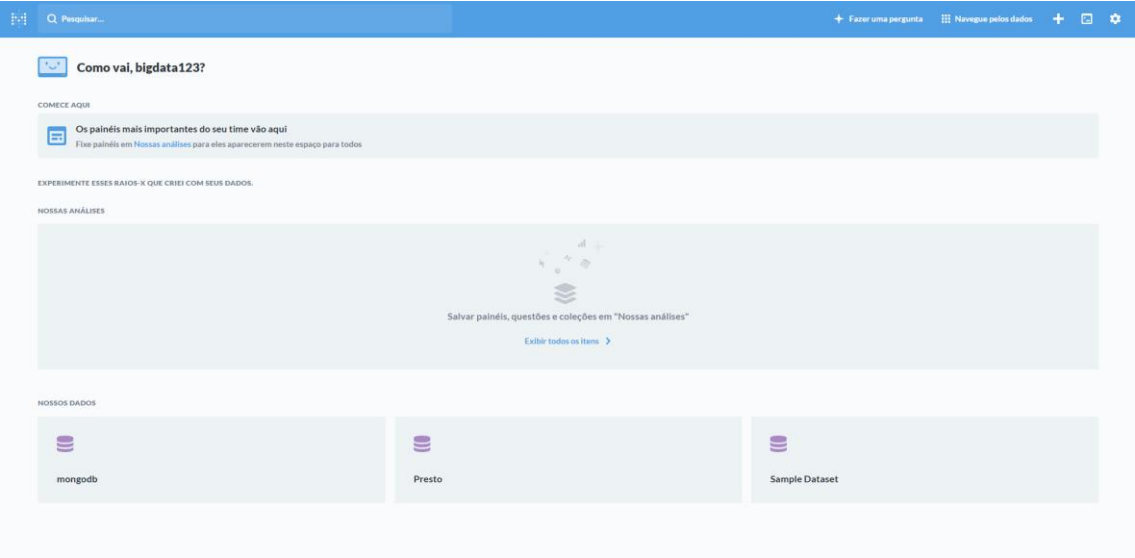 Pesquisar...
Fazer uma pergunta
Navegue pelos dados
Como vai, bigdata123?
COMECE AQUI
Os painéis mais importantes do seu time vão aqui
Fixe painéis em Nossas análises para eles aparecerem neste espaço para todos
EXPERIMENTE ESSES RAIOS-X QUE CRIEI COM SEUS DADOS.
NOSSAS ANÁLISES
Salvar painéis, questões e coleções em "Nossas análises"
Exibir todos os itens
NOSSOS DADOS
mongodb
Presto
Sample Dataset